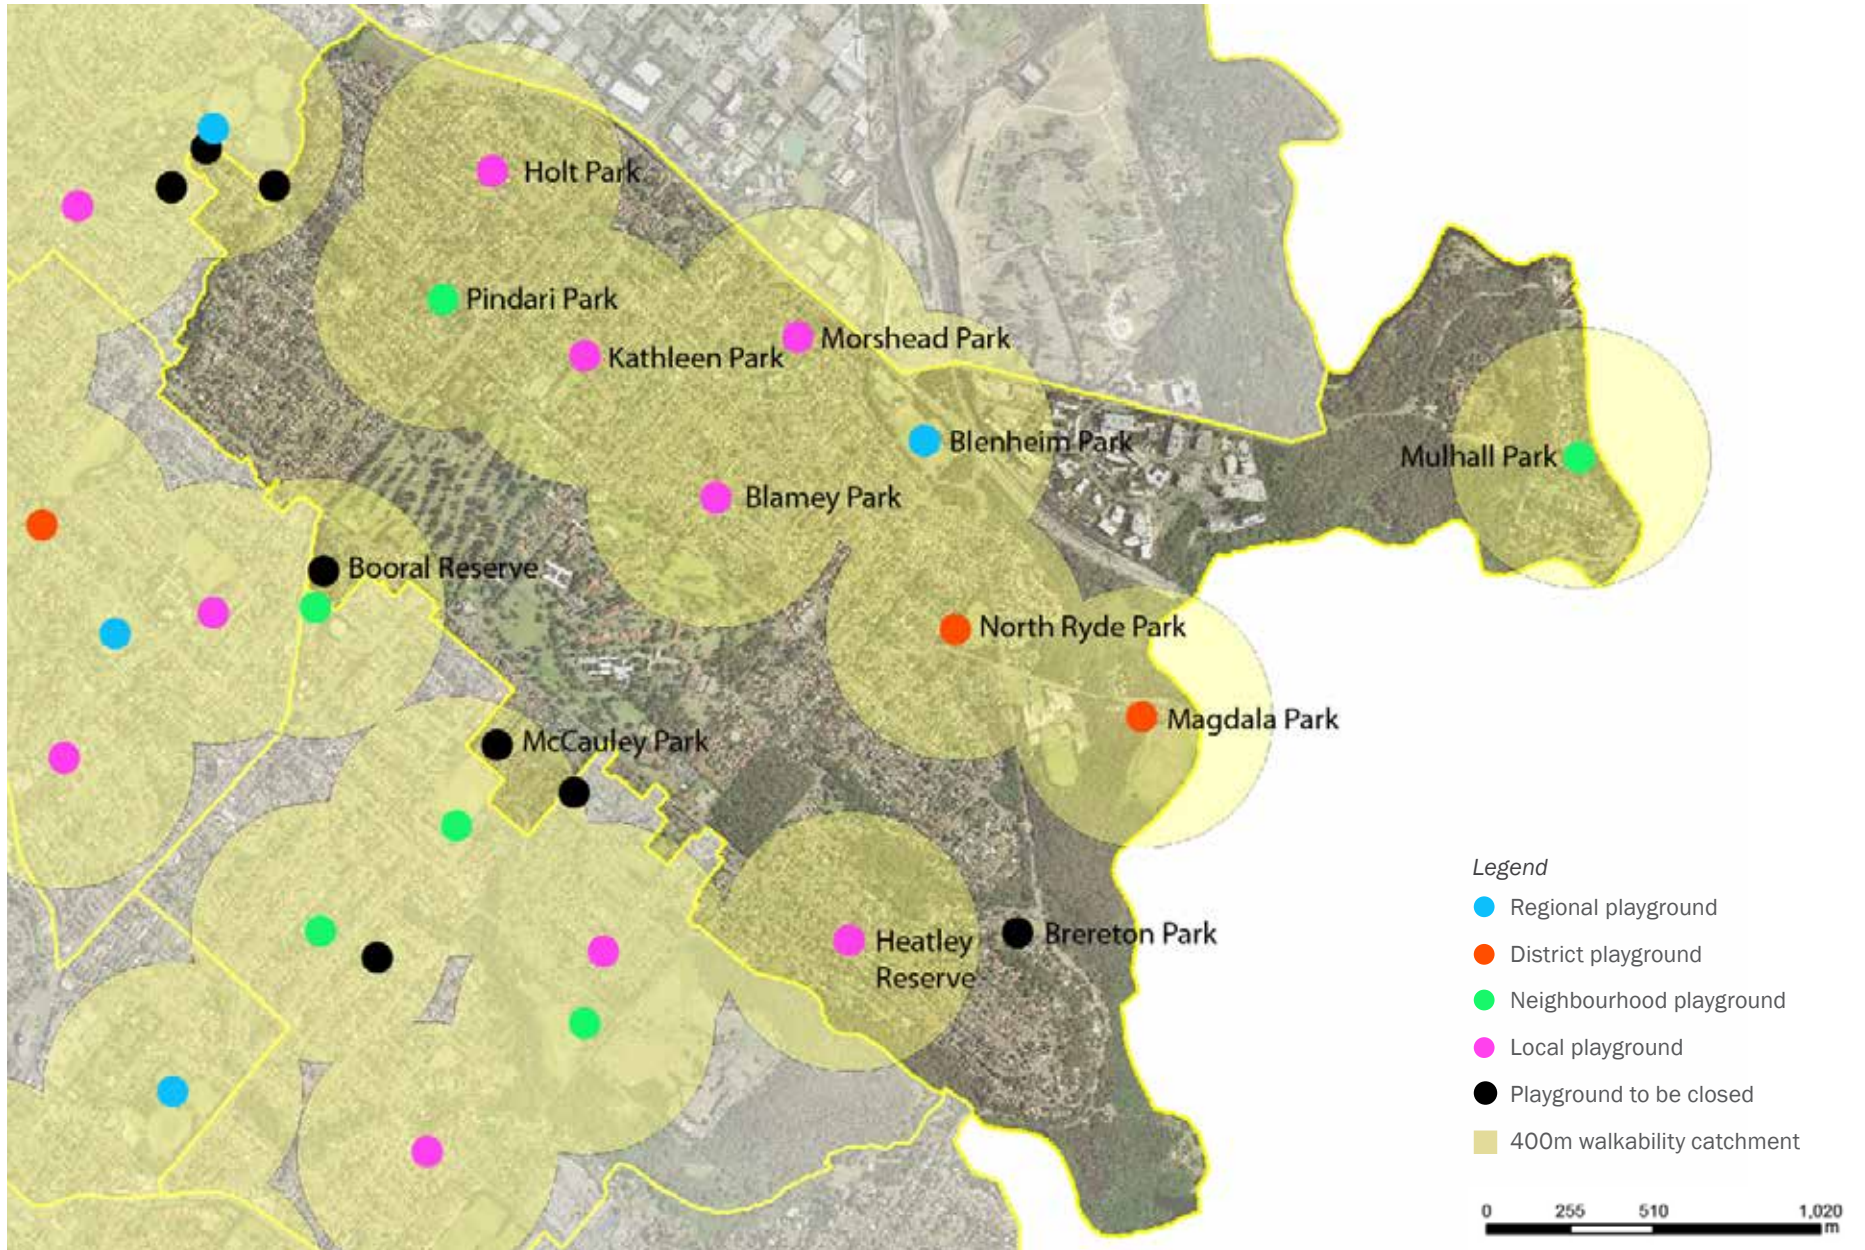 Holt Park
Pindari Park
Kathleen Park
Morshead Park
Blenheim Park
Mulhall Park
Blamey Park
Booral Reserve
North Ryde Park
Magdala Park
McCauley Park
Heatley
Reserve
Brereton Park
Legend
Regional playground
District playground
Neighbourhood playground
Local playground
Playground to be closed
400m walkability catchment
0 255 510 1,020
m